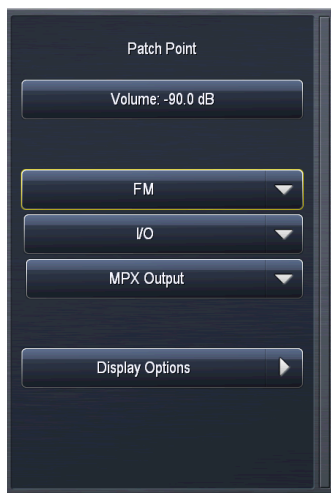 Patch Point
Volume: -90.0 dB
FM
I/O
MPX Output
Display Options